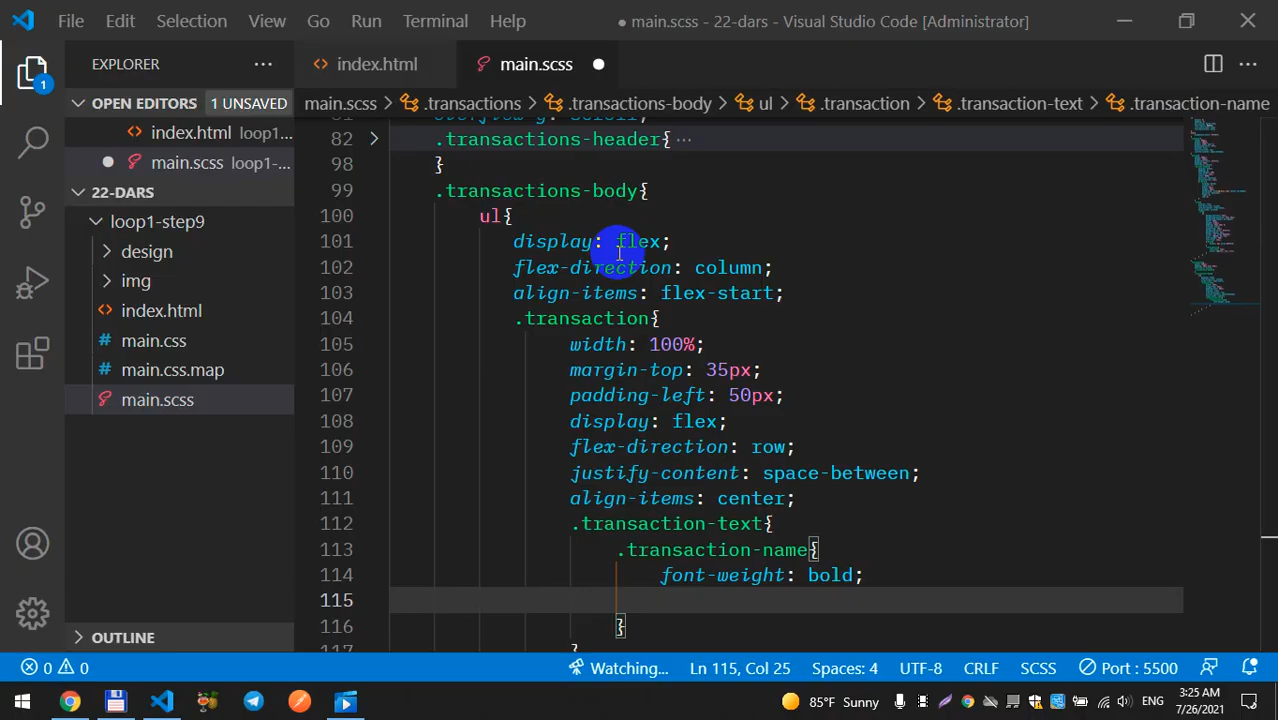 File Edit Selection View Go Run Terminal Help ● main.scss - 22-dars - Visual Studio Code [Administrator]
EXPLORER ···
index.html
main.scss
OPEN EDITORS 1 UNSAVED
index.html loop1-...
main.scss loop1-...
22-DARS
loop1-step9
design
img
index.html
main.css
main.css.map
main.scss
OUTLINE
main.scss > .transactions > .transactions-body > ul > .transaction > .transaction-text > .transaction-name
82 .transactions-header{ ···
98 }
99 .transactions-body{
100 ul{
101 display: flex;
102 flex-direction: column;
103 align-items: flex-start;
104 .transaction{
105 width: 100%;
106 margin-top: 35px;
107 padding-left: 50px;
108 display: flex;
109 flex-direction: row;
110 justify-content: space-between;
111 align-items: center;
112 .transaction-text{
113 .transaction-name{
114 font-weight: bold;
115
116 }
117 }
0 0 Watching... Ln 115, Col 25 Spaces: 4 UTF-8 CRLF SCSS Port : 5500
85°F Sunny ENG 3:25 AM
7/26/2021